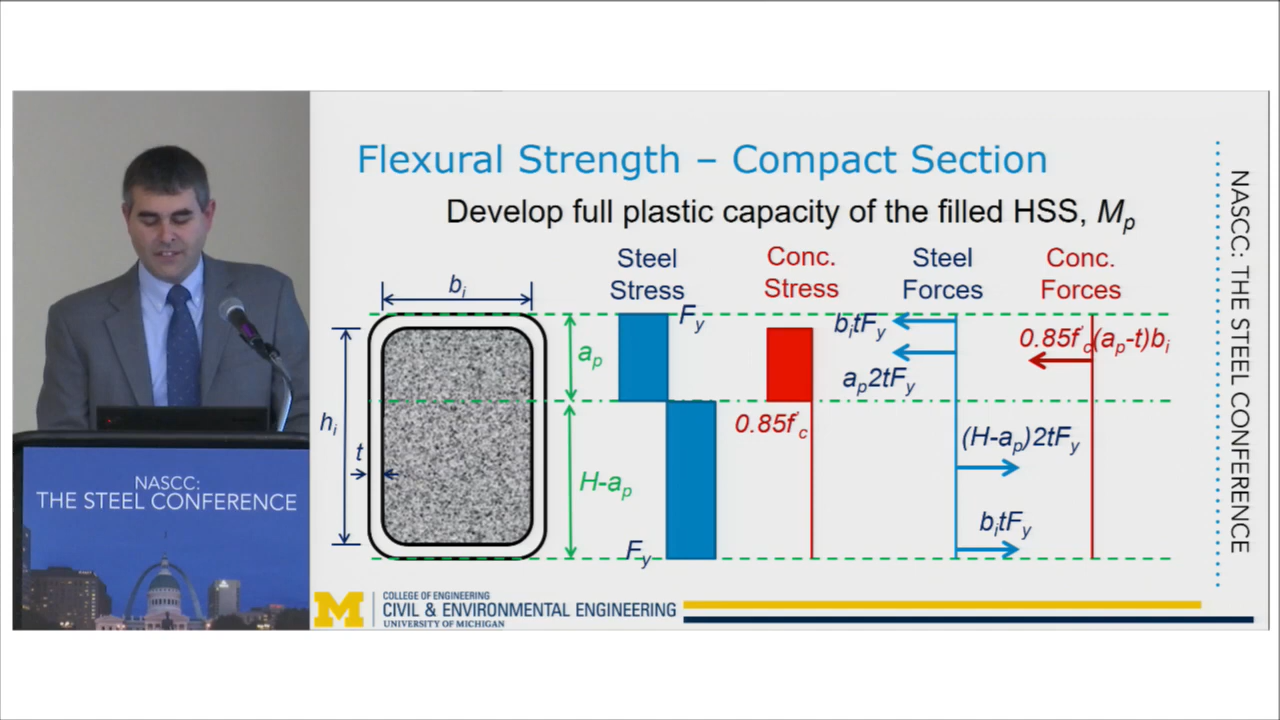 Flexural Strength – Compact Section
Develop full plastic capacity of the filled HSS, Mp
Steel Stress
Conc. Stress
Steel Forces
Conc. Forces
bi
hi
t
ap
H-ap
Fy
Fy
0.85f'c
bitFy
ap2tFy
(H-ap)2tFy
bitFy
0.85f'c(ap-t)bi
NASCC: THE STEEL CONFERENCE
NASCC:
THE STEEL CONFERENCE
M
COLLEGE OF ENGINEERING
CIVIL & ENVIRONMENTAL ENGINEERING
UNIVERSITY OF MICHIGAN